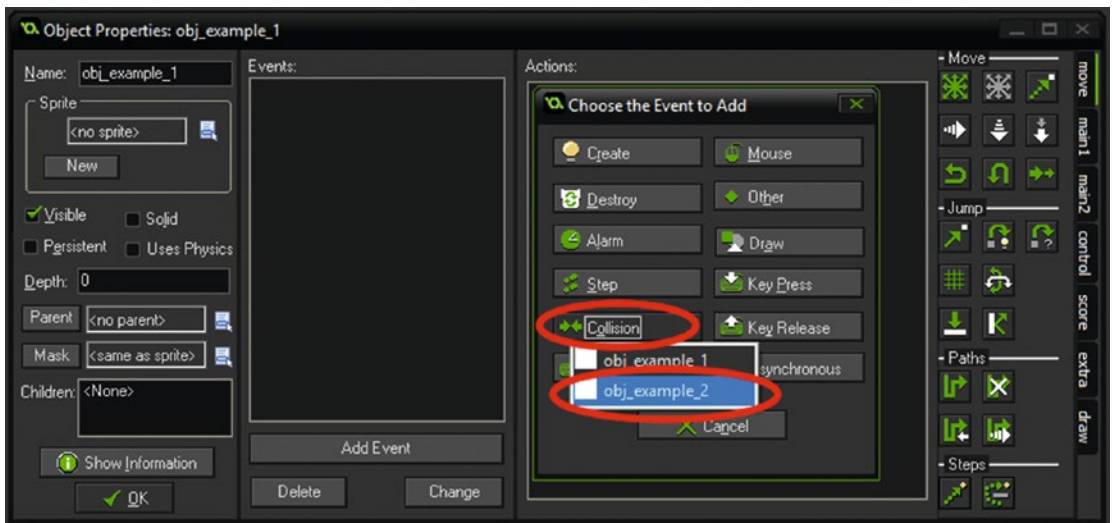 Object Properties: obj_example_1
Name: obj_example_1
Sprite
<no sprite>
New
Visible
Solid
Persistent
Uses Physics
Depth: 0
Parent <no parent>
Mask <same as sprite>
Children: <None>
Show Information
OK
Events:
Add Event
Delete
Change
Actions:
Choose the Event to Add
Create
Mouse
Destroy
Other
Alarm
Draw
Step
Key Press
Collision
Key Release
obj_example_1
synchronous
obj_example_2
Cancel
Move
Jump
Paths
Steps
move
main1
main2
control
score
extra
draw